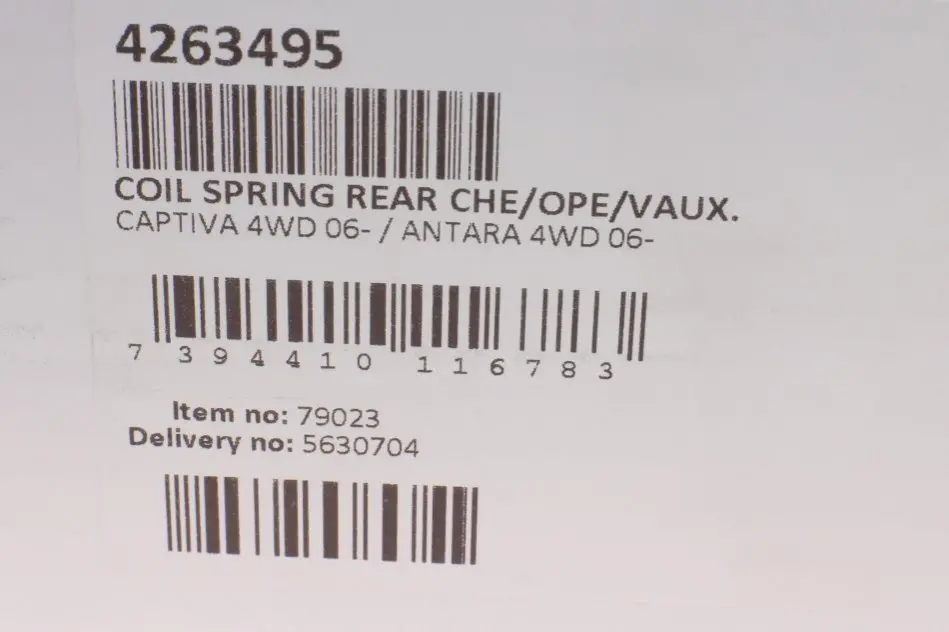 4263495
COIL SPRING REAR CHE/OPE/VAUX.
CAPTIVA 4WD 06- / ANTARA 4WD 06-
7 394410 116783
Item no: 79023
Delivery no: 5630704